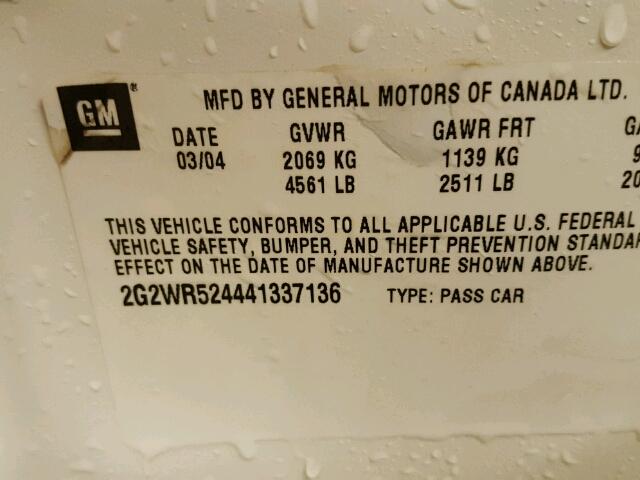 GM ®
MFD BY GENERAL MOTORS OF CANADA LTD.
DATE GVWR GAWR FRT
03/04 2069 KG 1139 KG
4561 LB 2511 LB
THIS VEHICLE CONFORMS TO ALL APPLICABLE U.S. FEDERAL
VEHICLE SAFETY, BUMPER, AND THEFT PREVENTION
EFFECT ON THE DATE OF MANUFACTURE SHOWN ABOVE.
2G2WR524441337136 TYPE: PASS CAR